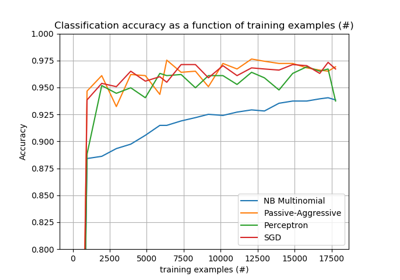 Classification accuracy as a function of training examples (#)
1.000
0.975
0.950
0.925
0.900
0.875
0.850
0.825
0.800
Accuracy
NB Multinomial
Passive-Aggressive
Perceptron
SGD
0 2500 5000 7500 10000 12500 15000 17500
training examples (#)